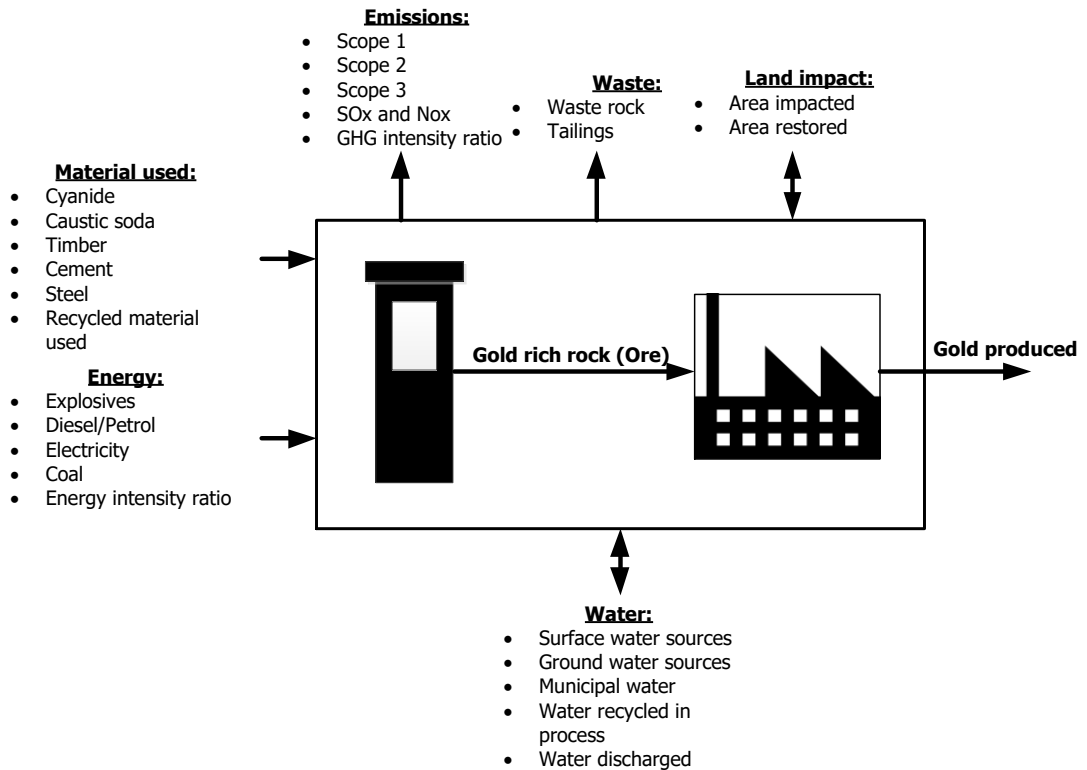 Emissions:
• Scope 1
• Scope 2
• Scope 3
• SOx and Nox
• GHG intensity ratio
Waste:
• Waste rock
• Tailings
Land impact:
• Area impacted
• Area restored
Material used:
• Cyanide
• Caustic soda
• Timber
• Cement
• Steel
• Recycled material
used
Energy:
• Explosives
• Diesel/Petrol
• Electricity
• Coal
• Energy intensity ratio
Gold rich rock (Ore)
Gold produced
Water:
• Surface water sources
• Ground water sources
• Municipal water
• Water recycled in
process
• Water discharged